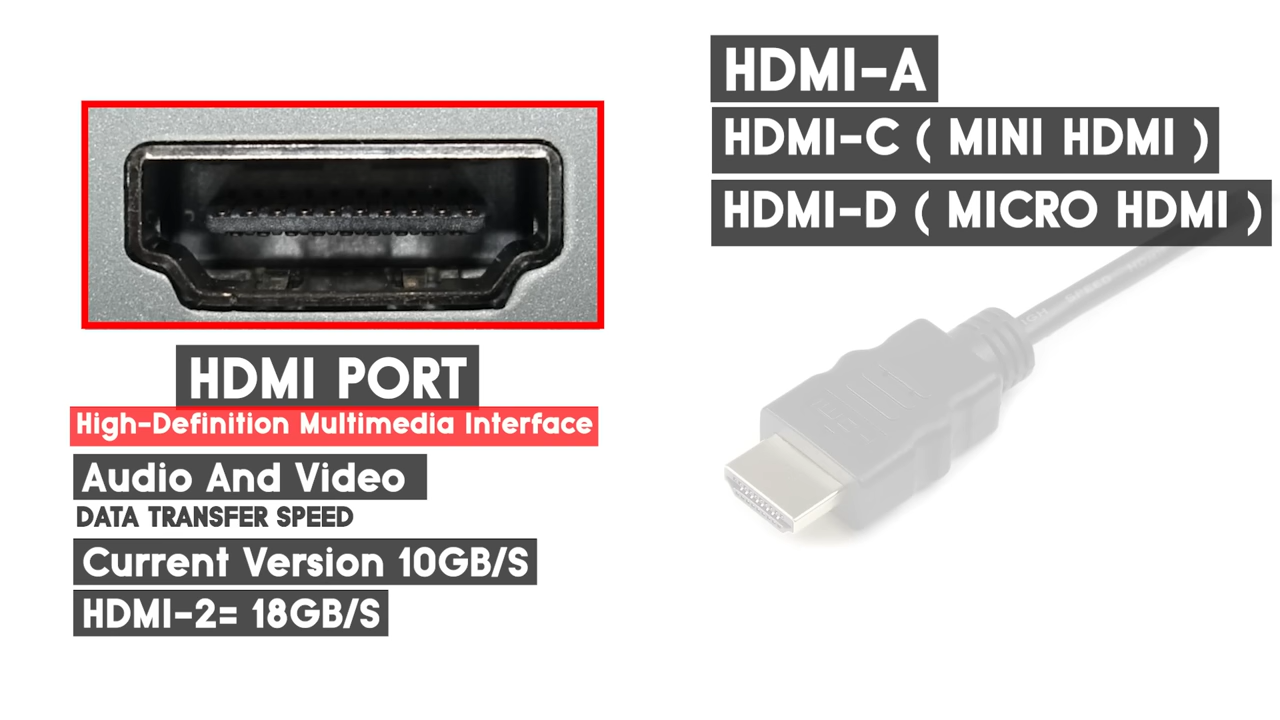 HDMI PORT
High-Definition Multimedia Interface
Audio And Video
DATA TRANSFER SPEED
Current Version 10GB/S
HDMI-2= 18GB/S
HDMI-A
HDMI-C ( MINI HDMI )
HDMI-D ( MICRO HDMI )